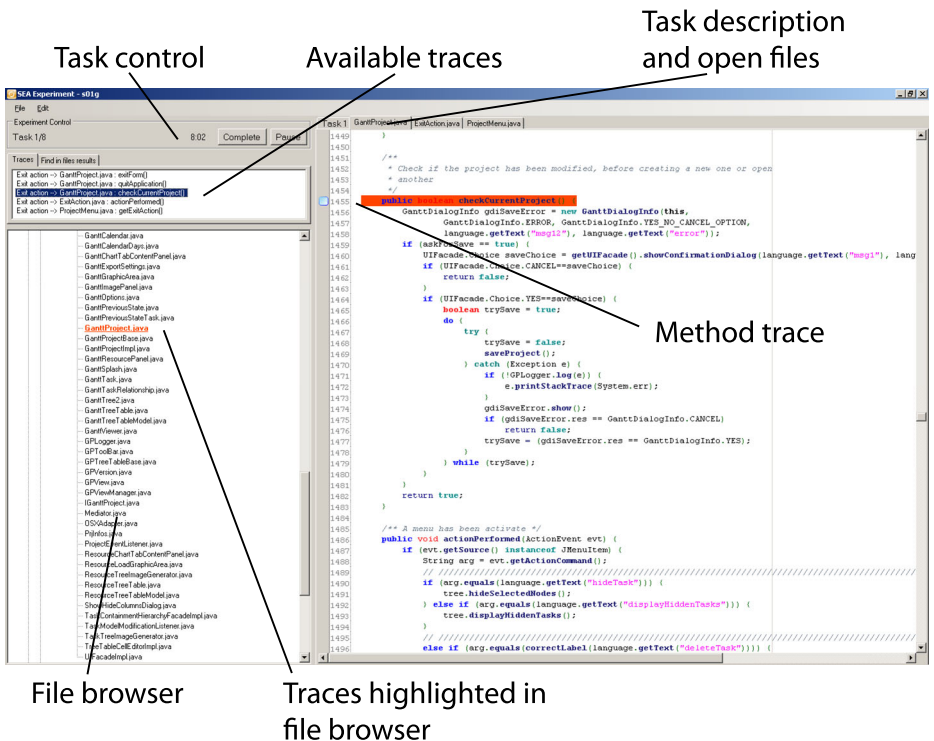 Task description
Task control
Available traces
and open files
SEA Experiment - s01g
File Edit
Experiment Control
Task 1/8
8:02
Complete
Pause
Traces
Find in files results
Exit action -> GanttProject.java : exitForm()
Exit action -> GanttProject.java : quitApplication()
Exit action -> GanttProject.java : checkCurrentProject()
Exit action -> ExitAction.java : actionPerformed()
Exit action -> ProjectMenu.java : getExitAction()
GanttCalendar.java
GanttCalendarDays.java
GanttChartTabContentPanel.java
GanttExportSettings.java
GanttGraphicArea.java
GanttImagePanel.java
GanttOptions.java
GanttPreviousState.java
GanttPreviousStateTask.java
GanttProject.java
GanttProjectBase.java
GanttProjectImpl.java
GanttResourcePanel.java
GanttSplash.java
GanttTask.java
GanttTaskRelationship.java
GanttTree2.java
GanttTreeTable.java
GanttTreeTableModel.java
GanttViewer.java
GPLogger.java
GPToolBar.java
GPTreeTableBase.java
GPVersion.java
GPView.java
GPViewManager.java
IGanttProject.java
Mediator.java
OSXAdapter.java
PrjInfos.java
ProjectEventListener.java
ResourceChartTabContentPanel.java
ResourceLoadGraphicArea.java
ResourceTreeImageGenerator.java
ResourceTreeTable.java
ResourceTreeTableModel.java
ShowHideColumnsDialog.java
TaskContainmentHierarchyFacadeImpl.java
TaskModelModificationListener.java
TaskTreeImageGenerator.java
TreeTableCellEditorImpl.java
UIFacadeImpl.java
Task 1
GanttProject.java
ExitAction.java
ProjectMenu.java
1449 }
1450
1451 /**
1452 * Check if the project has been modified, before creating a new one or open
1453 * another
1454 */
1455 public boolean checkCurrentProject() {
1456 GanttDialogInfo gdiSaveError = new GanttDialogInfo(this,
1457 GanttDialogInfo.ERROR, GanttDialogInfo.YES_NO_CANCEL_OPTION,
1458 language.getText("msg12"), language.getText("error"));
1459 if (askForSave == true) {
1460 UIFacade.Choice saveChoice = getUIFacade().showConfirmationDialog(language.getText("msg1"), lang
1461 if (UIFacade.Choice.CANCEL==saveChoice) {
1462 return false;
1463 }
1464 if (UIFacade.Choice.YES==saveChoice) {
1465 boolean trySave = true;
1466 do {
1467 try {
1468 trySave = false;
1469 saveProject();
1470 } catch (Exception e) {
1471 if (!GPLogger.log(e)) {
1472 e.printStackTrace(System.err);
1473 }
1474 gdiSaveError.show();
1475 if (gdiSaveError.res == GanttDialogInfo.CANCEL)
1476 return false;
1477 trySave = (gdiSaveError.res == GanttDialogInfo.YES);
1478 }
1479 } while (trySave);
1480 }
1481 }
1482 return true;
1483 }
1484
1485 /** A menu has been activate */
1486 public void actionPerformed(ActionEvent evt) {
1487 if (evt.getSource() instanceof JMenuItem) {
1488 String arg = evt.getActionCommand();
1489 // ////////////////////////////////////////////////////////////////////////
1490 if (arg.equals(language.getText("hideTask"))) {
1491 tree.hideSelectedNodes();
1492 } else if (arg.equals(language.getText("displayHiddenTasks"))) {
1493 tree.displayHiddenTasks();
1494 }
1495 // ////////////////////////////////////////////////////////////////////////
1496 else if (arg.equals(correctLabel(language.getText("deleteTask")))) {
Method trace
File browser
Traces highlighted in
file browser